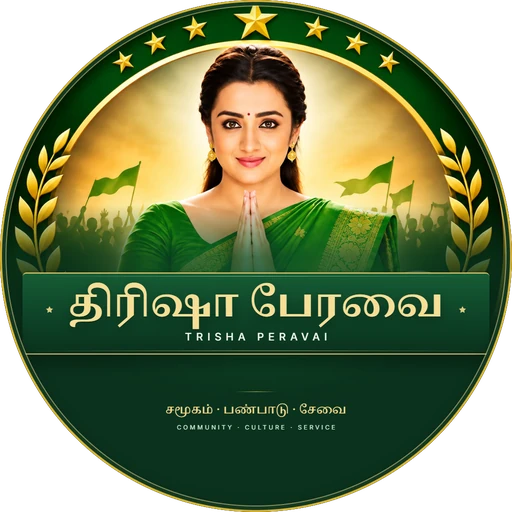 திரிஷா பேரவை
TRISHA PERAVAI
சமூகம் · பண்பாடு · சேவை
COMMUNITY · CULTURE · SERVICE